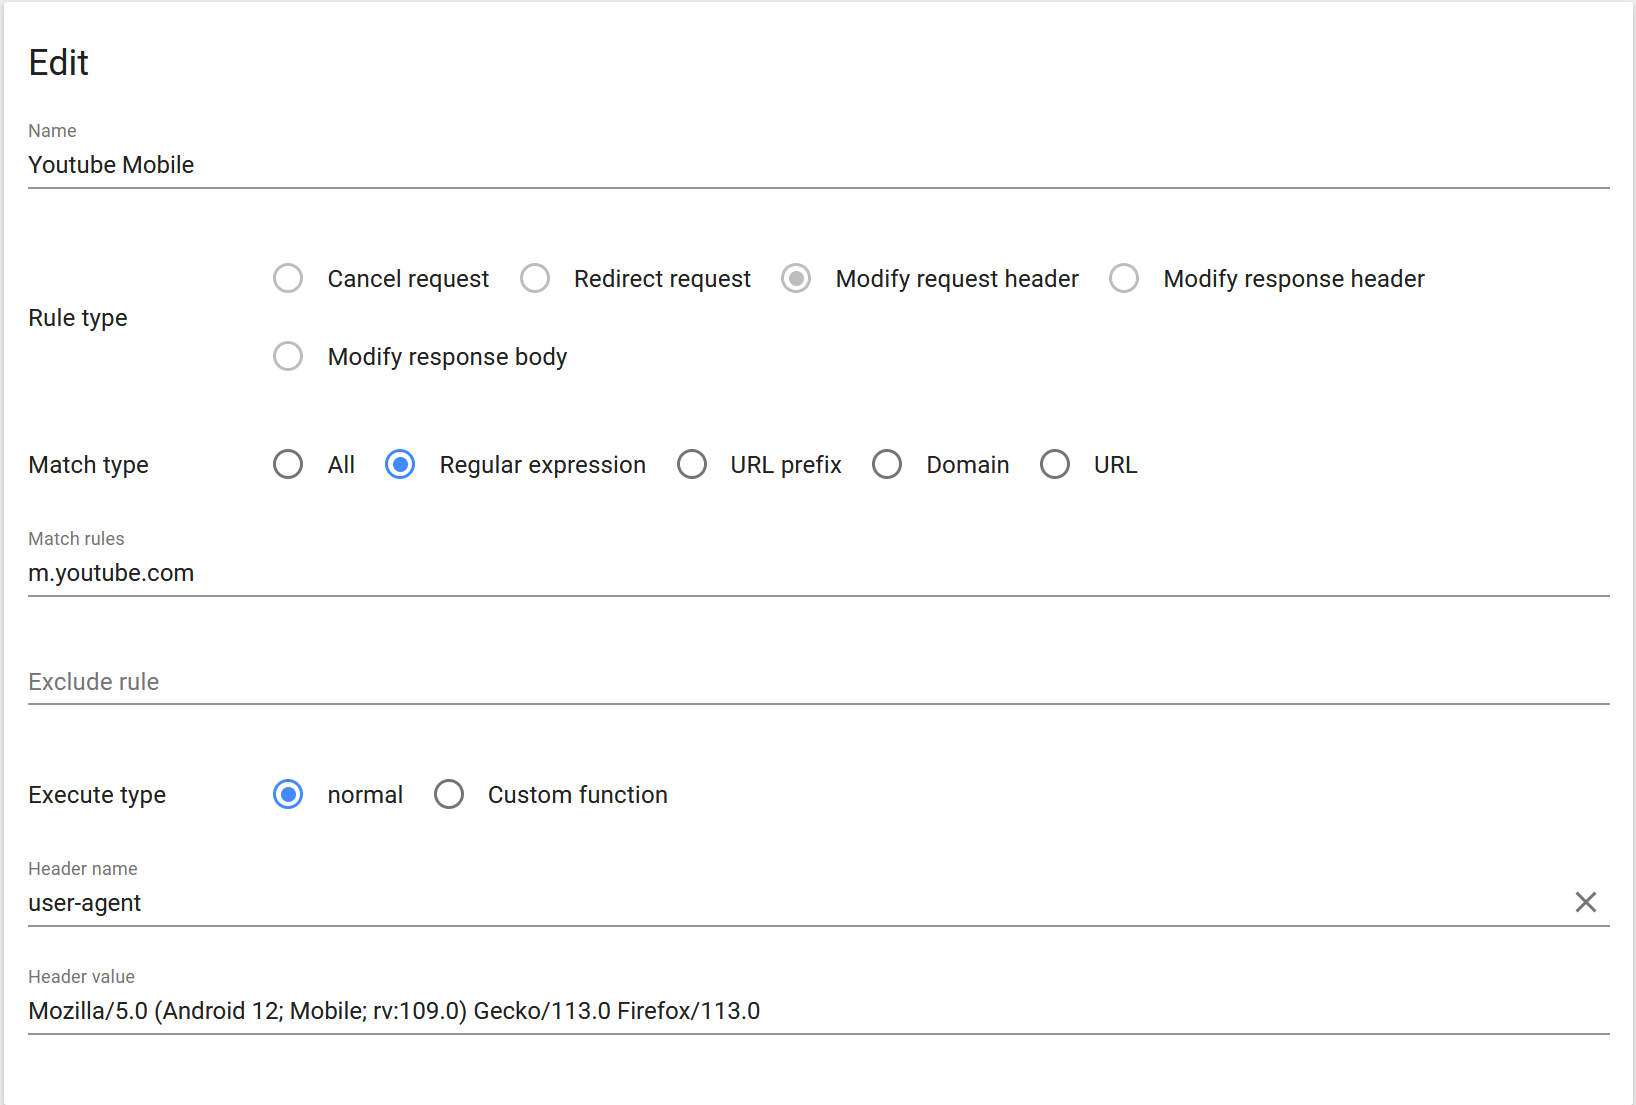 Edit
Name
Youtube Mobile
Cancel request Redirect request Modify request header Modify response header
Rule type
Modify response body
Match type All Regular expression URL prefix Domain URL
Match rules
m.youtube.com
Exclude rule
Execute type normal Custom function
Header name
user-agent
Header value
Mozilla/5.0 (Android 12; Mobile; rv:109.0) Gecko/113.0 Firefox/113.0